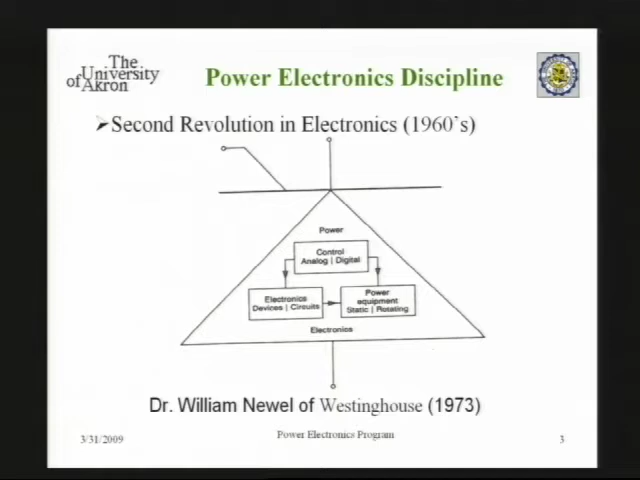 The
University
of Akron
Power Electronics Discipline
➤Second Revolution in Electronics (1960's)
Power
Control
Analog | Digital
Electronics
Devices | Circuits
Power
equipment
Static | Rotating
Electronics
Dr. William Newel of Westinghouse (1973)
3/31/2009
Power Electronics Program
3